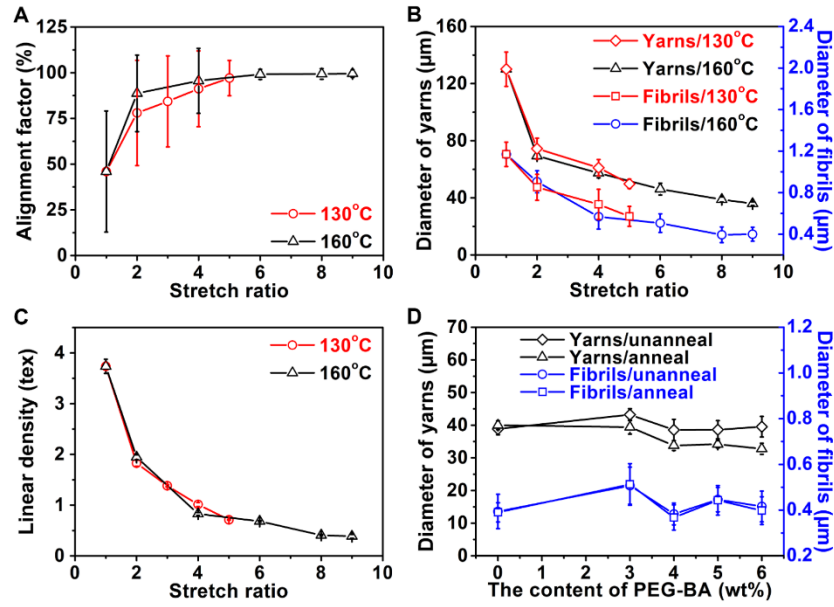 A
Alignment factor (%)
125
100
75
50
25
0
0 2 4 6 8 10
Stretch ratio
130°C
160°C
B
Diameter of yarns (μm)
160
120
80
40
0
0 2 4 6 8 10
Stretch ratio
2.4
2.0
1.6
1.2
0.8
0.4
Diameter of fibrils (μm)
Yarns/130°C
Yarns/160°C
Fibrils/130°C
Fibrils/160°C
C
Linear density (tex)
4
3
2
1
0
0 2 4 6 8 10
Stretch ratio
130°C
160°C
D
Diameter of yarns (μm)
70
60
50
40
30
20
10
0
0 1 2 3 4 5 6
The content of PEG-BA (wt%)
1.2
1.0
0.8
0.6
0.4
0.2
Diameter of fibrils (μm)
Yarns/unanneal
Yarns/anneal
Fibrils/unanneal
Fibrils/anneal